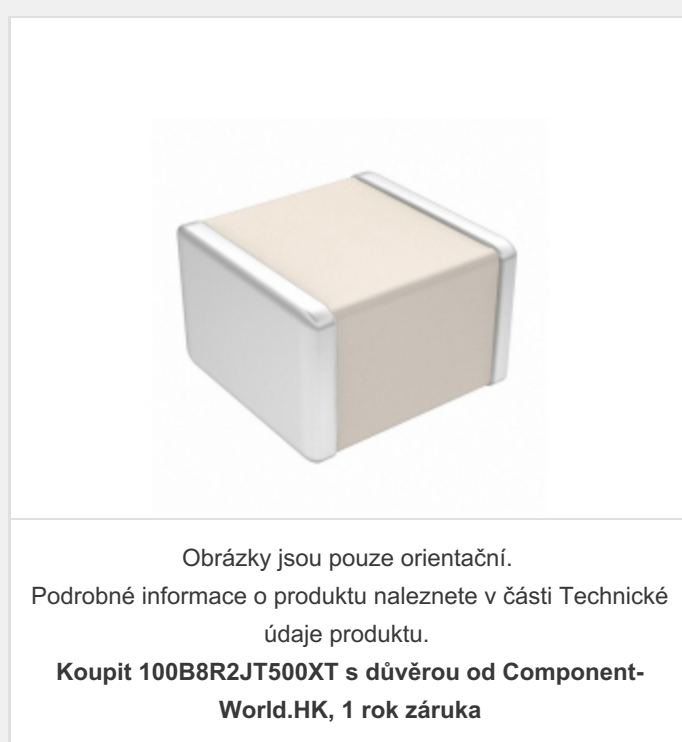 Obrázky jsou pouze orientační.
Podrobné informace o produktu naleznete v části Technické
údaje produktu.
Koupit 100B8R2JT500XT s důvěrou od Component-
World.HK, 1 rok záruka